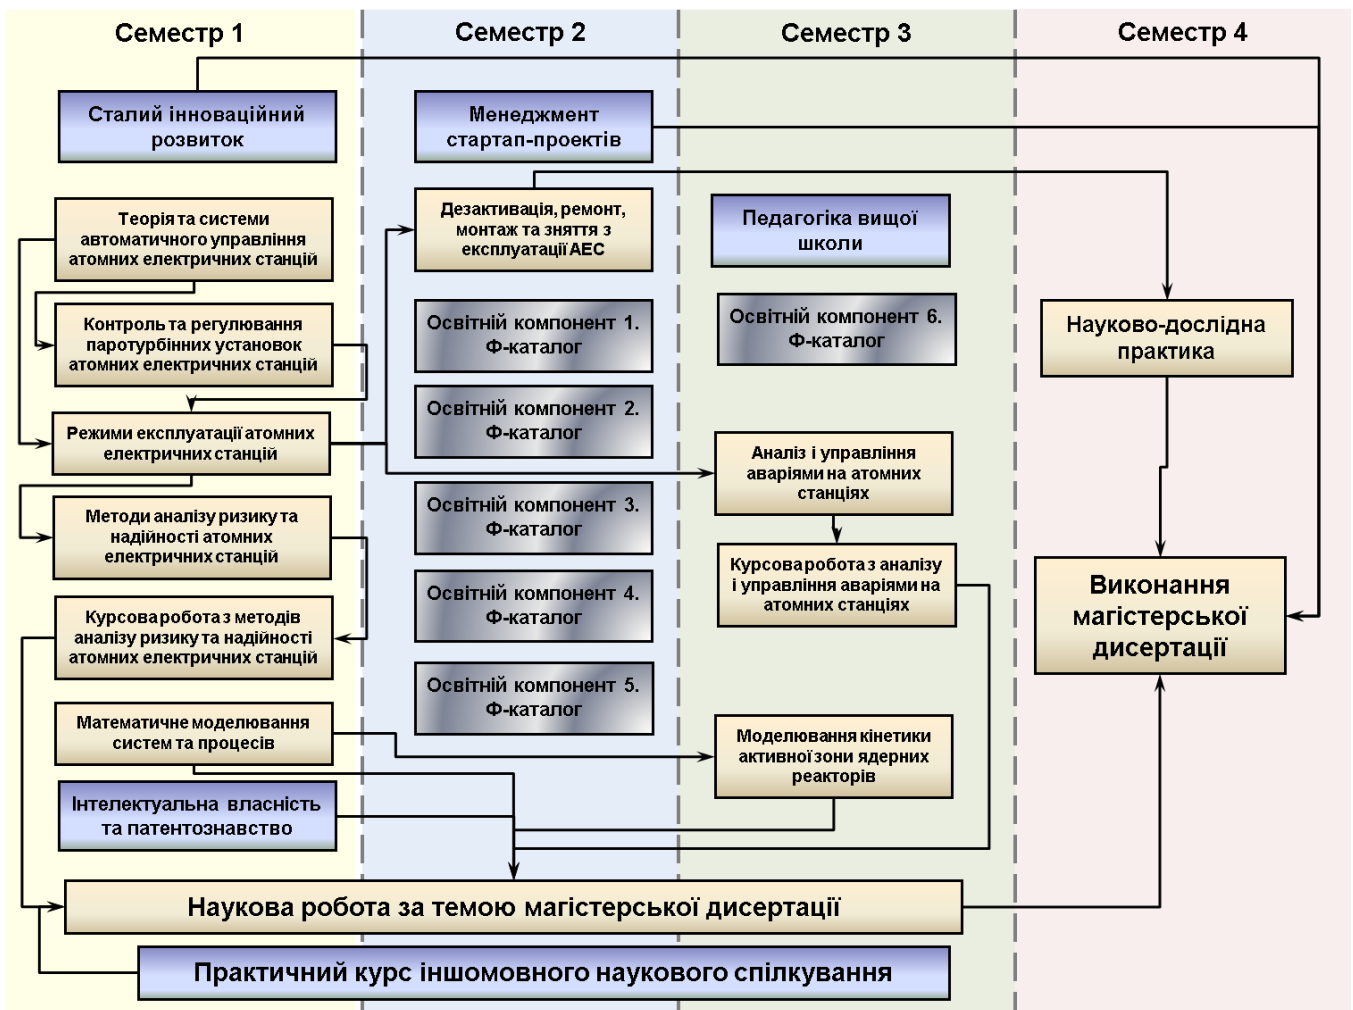 Семестр 1
Семестр 2
Семестр 3
Семестр 4
Сталий інноваційний
розвиток
Теорія та системи
автоматичного управління
атомних електричних станцій
Контроль та регулювання
паротурбінних установок
атомних електричних станцій
Режими експлуатації атомних
електричних станцій
Методи аналізу ризику та
надійності атомних
електричних станцій
Курсова робота з методів
аналізу ризику та надійності
атомних електричних станцій
Математичне моделювання
систем та процесів
Інтелектуальна власність
та патентознавство
Менеджмент
стартап-проектів
Дезактивація, ремонт,
монтаж та зняття з
експлуатації АЕС
Освітній компонент 1.
Ф-каталог
Освітній компонент 2.
Ф-каталог
Освітній компонент 3.
Ф-каталог
Освітній компонент 4.
Ф-каталог
Освітній компонент 5.
Ф-каталог
Педагогіка вищої
школи
Освітній компонент 6.
Ф-каталог
Аналіз і управління
аваріями на атомних
станціях
Курсова робота з аналізу
і управління аваріями на
атомних станціях
Моделювання кінетики
активної зони ядерних
реакторів
Науково-дослідна
практика
Виконання
магістерської
дисертації
Наукова робота за темою магістерської дисертації
Практичний курс іншомовного наукового спілкування